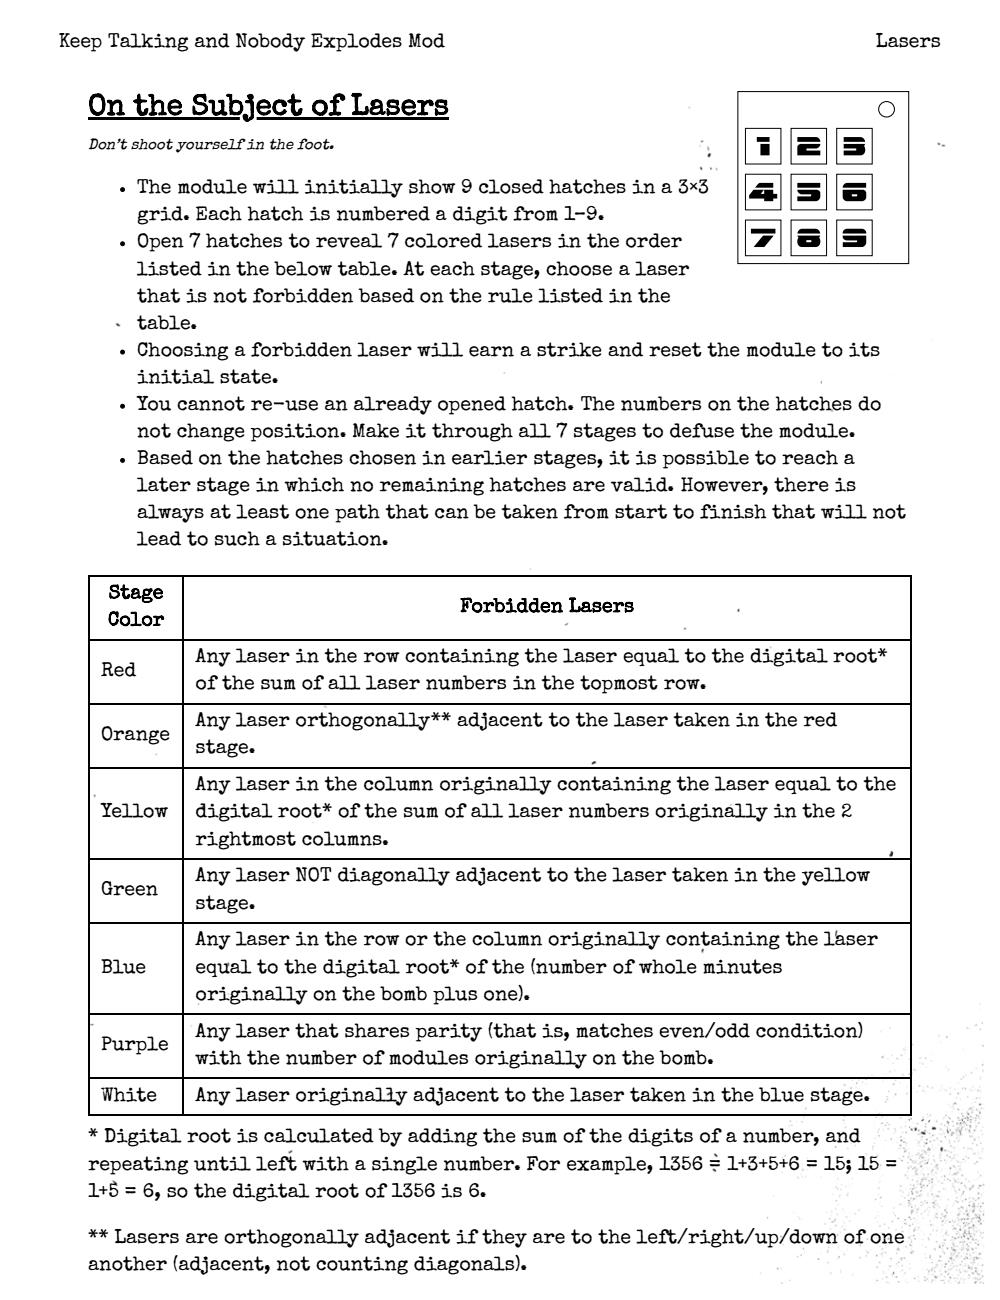 Keep Talking and Nobody Explodes Mod
Lasers
On the Subject of Lasers
Don't shoot yourself in the foot.
1 2 3
4 5 6
7 8 9
• The module will initially show 9 closed hatches in a 3×3
grid. Each hatch is numbered a digit from 1-9.
• Open 7 hatches to reveal 7 colored lasers in the order
listed in the below table. At each stage, choose a laser
that is not forbidden based on the rule listed in the
table.
• Choosing a forbidden laser will earn a strike and reset the module to its
initial state.
• You cannot re-use an already opened hatch. The numbers on the hatches do
not change position. Make it through all 7 stages to defuse the module.
• Based on the hatches chosen in earlier stages, it is possible to reach a
later stage in which no remaining hatches are valid. However, there is
always at least one path that can be taken from start to finish that will not
lead to such a situation.
Stage
Color
Forbidden Lasers
Red
Any laser in the row containing the laser equal to the digital root*
of the sum of all laser numbers in the topmost row.
Orange
Any laser orthogonally** adjacent to the laser taken in the red
stage.
Yellow
Any laser in the column originally containing the laser equal to the
digital root* of the sum of all laser numbers originally in the 2
rightmost columns.
Green
Any laser NOT diagonally adjacent to the laser taken in the yellow
stage.
Blue
Any laser in the row or the column originally containing the laser
equal to the digital root* of the (number of whole minutes
originally on the bomb plus one).
Purple
Any laser that shares parity (that is, matches even/odd condition)
with the number of modules originally on the bomb.
White
Any laser originally adjacent to the laser taken in the blue stage.
* Digital root is calculated by adding the sum of the digits of a number, and
repeating until left with a single number. For example, 1356 = 1+3+5+6 = 15; 15 =
1+5 = 6, so the digital root of 1356 is 6.
** Lasers are orthogonally adjacent if they are to the left/right/up/down of one
another (adjacent, not counting diagonals).